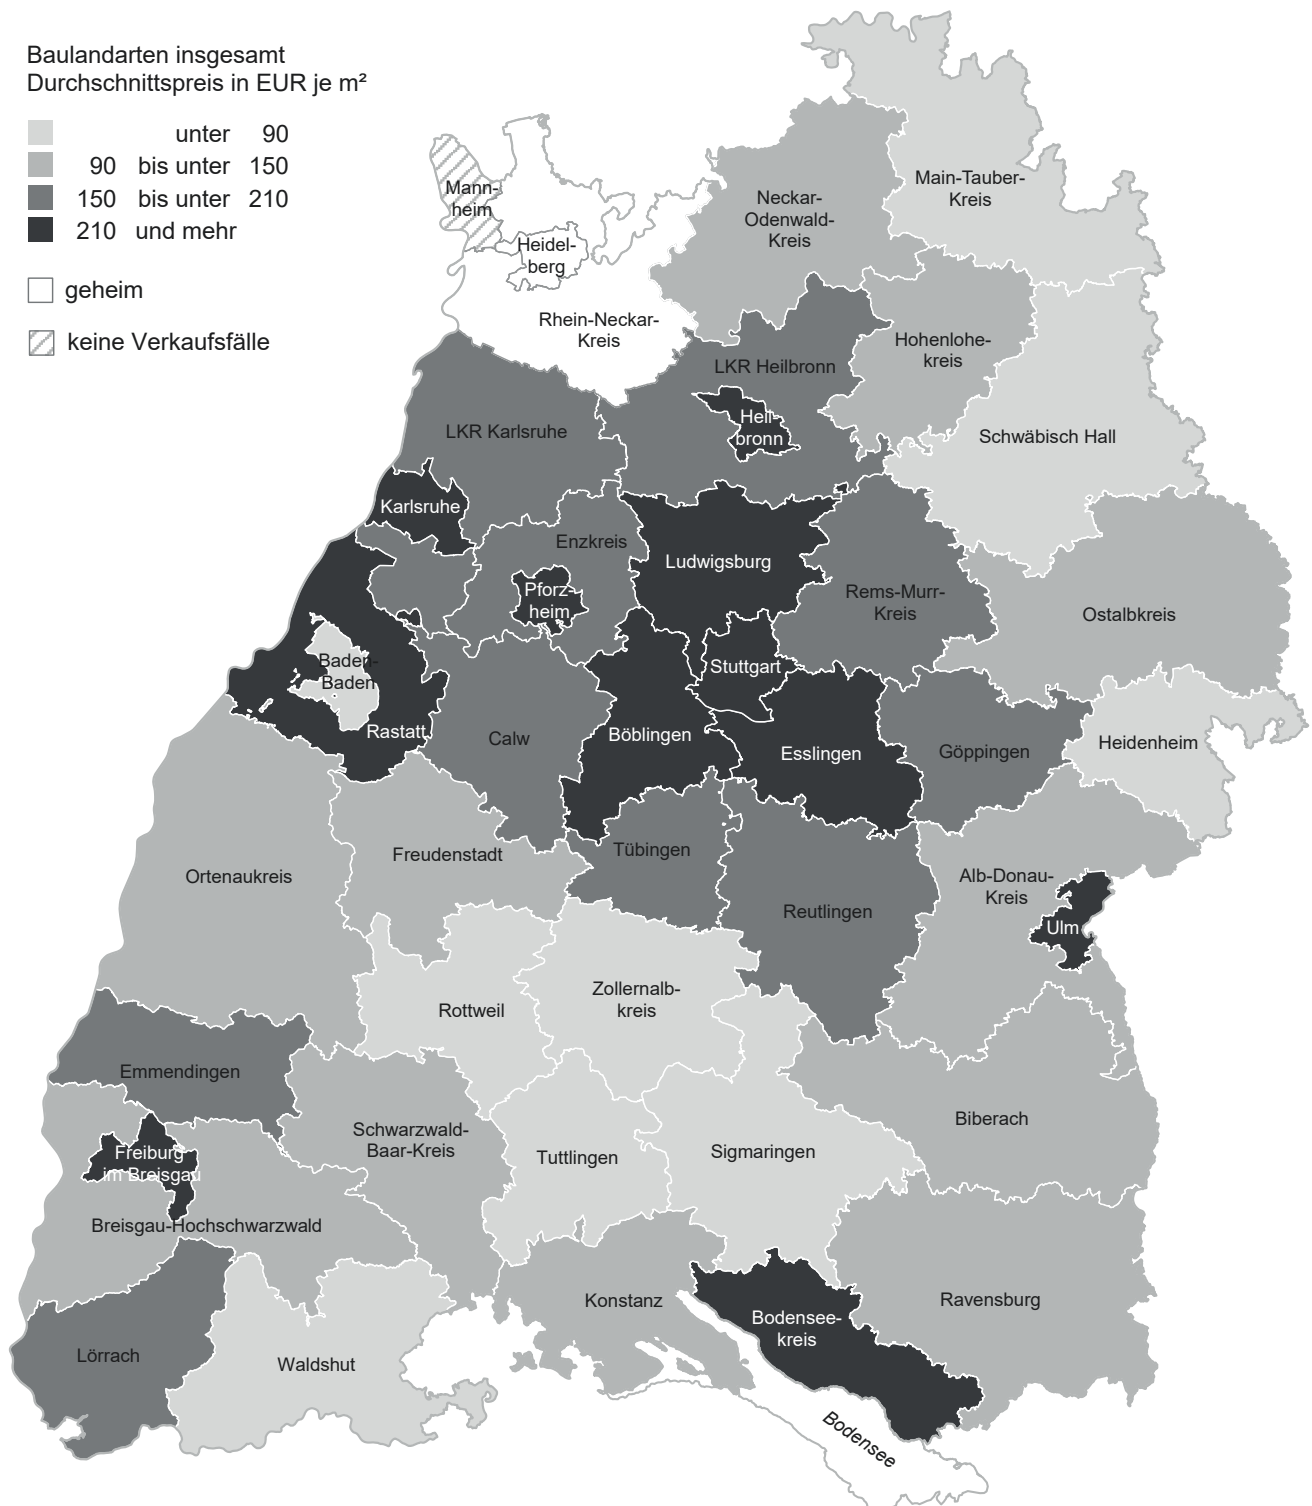 Baulandarten insgesamt
Durchschnittspreis in EUR je m²
unter 90
90 bis unter 150
150 bis unter 210
210 und mehr
geheim
keine Verkaufsfälle
Mann-
heim
Heidel-
berg
Rhein-Neckar-
Kreis
Neckar-
Odenwald-
Kreis
Main-Tauber-
Kreis
Hohenlohe-
kreis
LKR Heilbronn
Heil-
bronn
Schwäbisch Hall
LKR Karlsruhe
Karlsruhe
Enzkreis
Pforz-
heim
Ludwigsburg
Rems-Murr-
Kreis
Ostalbkreis
Baden-
Baden
Rastatt
Stuttgart
Calw
Böblingen
Esslingen
Göppingen
Heidenheim
Ortenaukreis
Freudenstadt
Tübingen
Reutlingen
Alb-Donau-
Kreis
Ulm
Rottweil
Zollernalb-
kreis
Emmendingen
Schwarzwald-
Baar-Kreis
Tuttlingen
Sigmaringen
Biberach
Freiburg
im Breisgau
Breisgau-Hochschwarzwald
Konstanz
Bodensee-
kreis
Ravensburg
Lörrach
Waldshut
Bodensee